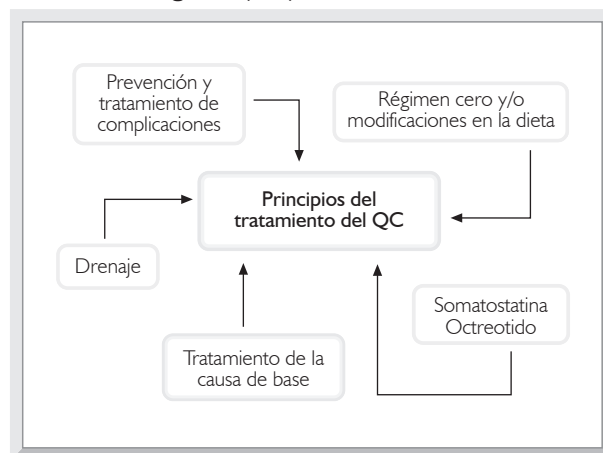 Prevención y
tratamiento de
complicaciones
Régimen cero y/o
modificaciones en la dieta
Principios del
tratamiento del QC
Drenaje
Somatostatina
Octreotido
Tratamiento de la
causa de base